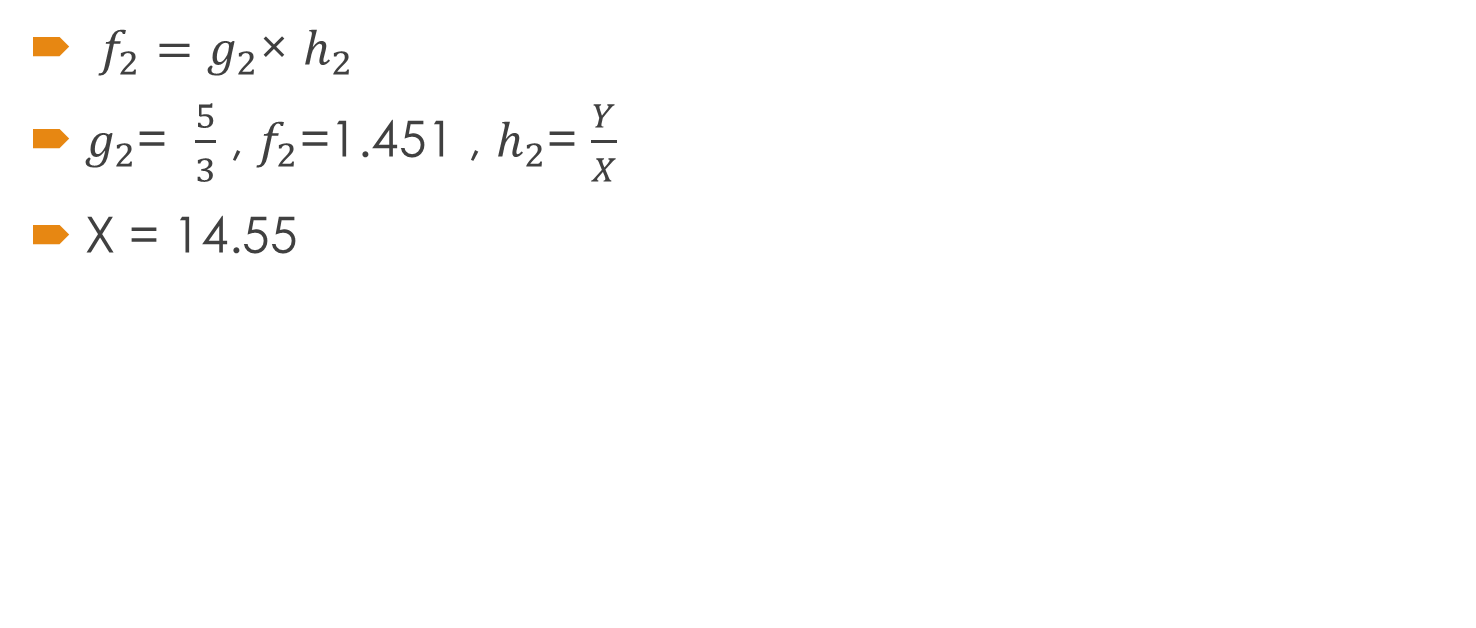 f₂ = g₂× h₂
g₂= 5/3 , f₂=1.451 , h₂= Y/X
X = 14.55